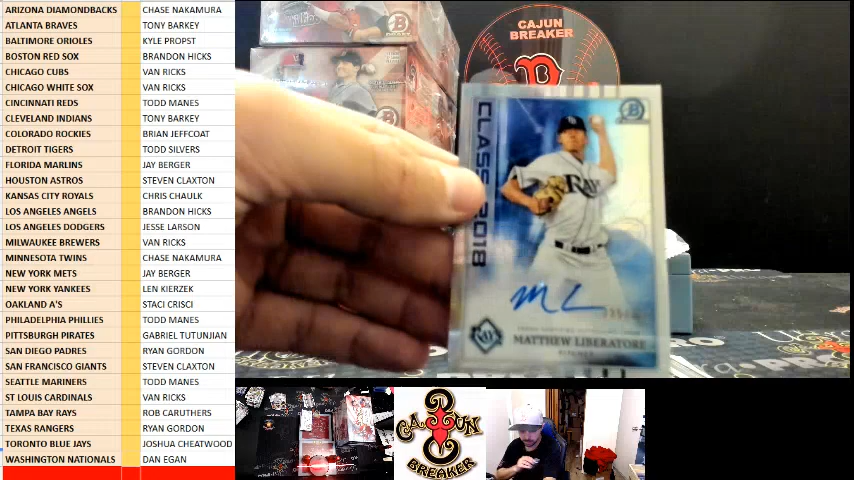 ARIZONA DIAMONDBACKS CHASE NAKAMURA
ATLANTA BRAVES TONY BARKEY
BALTIMORE ORIOLES KYLE PROPST
BOSTON RED SOX BRANDON HICKS
CHICAGO CUBS VAN RICKS
CHICAGO WHITE SOX VAN RICKS
CINCINNATI REDS TODD MANES
CLEVELAND INDIANS TONY BARKEY
COLORADO ROCKIES BRIAN JEFFCOAT
DETROIT TIGERS TODD SILVERS
FLORIDA MARLINS JAY BERGER
HOUSTON ASTROS STEVEN CLAXTON
KANSAS CITY ROYALS CHRIS CHAULK
LOS ANGELES ANGELS BRANDON HICKS
LOS ANGELES DODGERS JESSE LARSON
MILWAUKEE BREWERS VAN RICKS
MINNESOTA TWINS CHASE NAKAMURA
NEW YORK METS JAY BERGER
NEW YORK YANKEES LEN KIERZEK
OAKLAND A'S STACI CRISCI
PHILADELPHIA PHILLIES TODD MANES
PITTSBURGH PIRATES GABRIEL TUTUNJIAN
SAN DIEGO PADRES RYAN GORDON
SAN FRANCISCO GIANTS STEVEN CLAXTON
SEATTLE MARINERS TODD MANES
ST LOUIS CARDINALS VAN RICKS
TAMPA BAY RAYS ROB CARUTHERS
TEXAS RANGERS RYAN GORDON
TORONTO BLUE JAYS JOSHUA CHEATWOOD
WASHINGTON NATIONALS DAN EGAN
CAJUN
BREAKER
B
CLASS 2018
B
RAYS
MATTHEW LIBERATORE
PITCHER
CAJUN
BREAKER